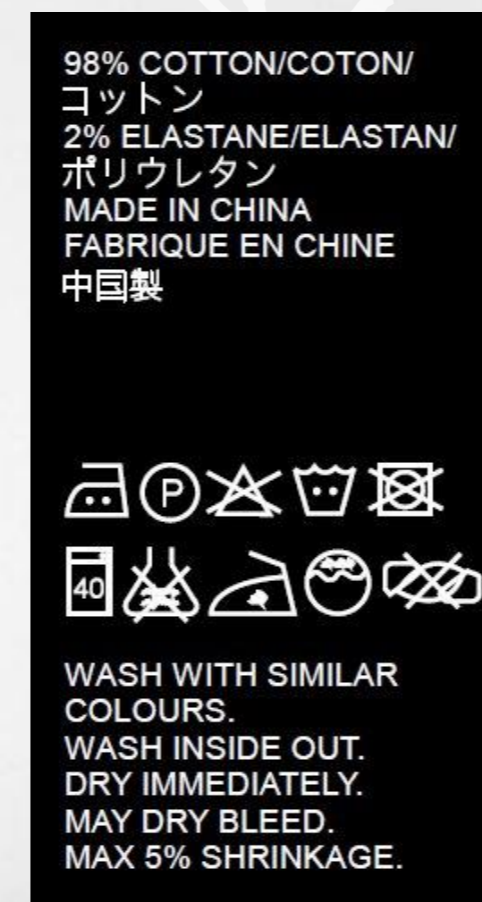 98% COTTON/COTON/
コットン
2% ELASTANE/ELASTAN/
ポリウレタン
MADE IN CHINA
FABRIQUE EN CHINE
中国製
P
40
WASH WITH SIMILAR
COLOURS.
WASH INSIDE OUT.
DRY IMMEDIATELY.
MAY DRY BLEED.
MAX 5% SHRINKAGE.